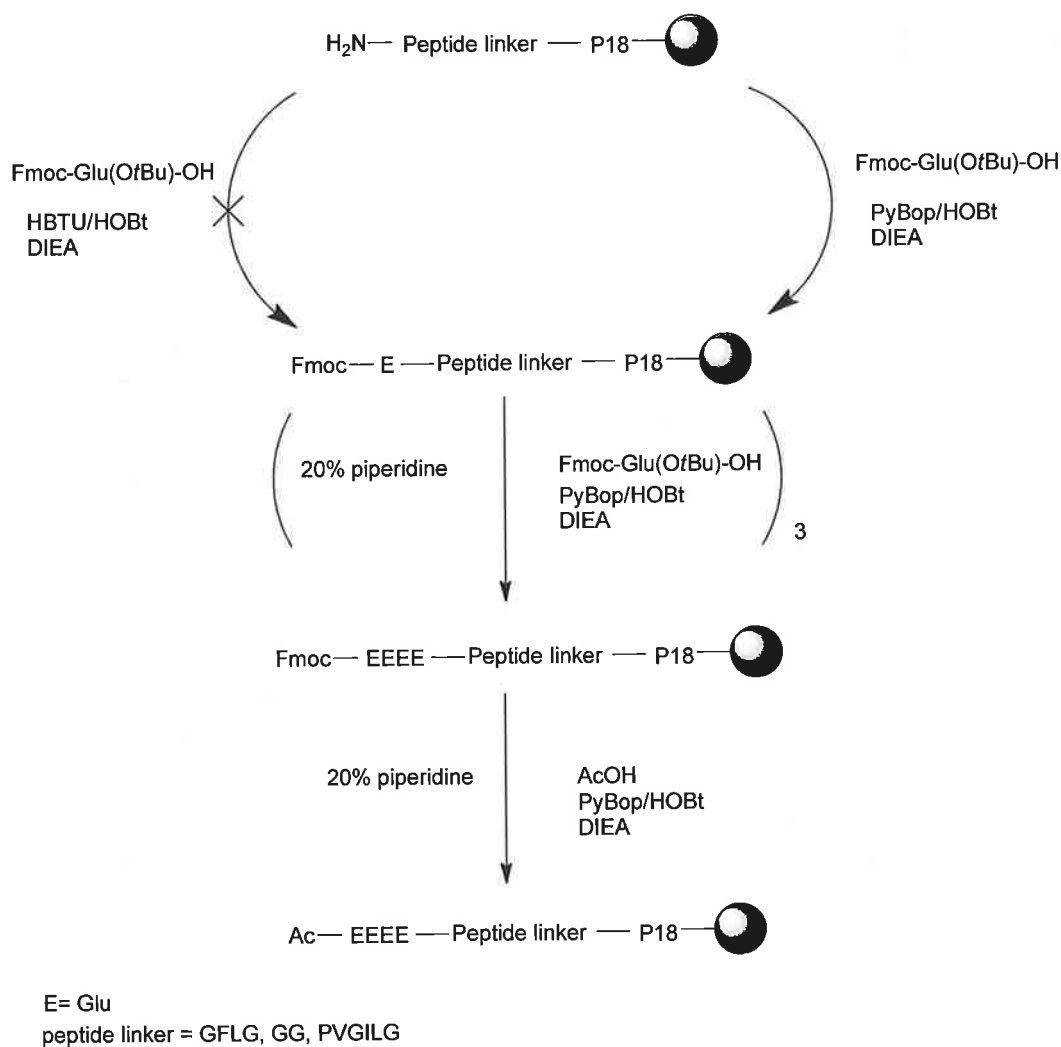 H₂N— Peptide linker — P18
Fmoc-Glu(OtBu)-OH
HBTU/HOBt
DIEA
Fmoc-Glu(OtBu)-OH
PyBop/HOBt
DIEA
Fmoc— E —Peptide linker — P18
20% piperidine
Fmoc-Glu(OtBu)-OH
PyBop/HOBt
DIEA
3
Fmoc— EEEE —Peptide linker — P18
20% piperidine
AcOH
PyBop/HOBt
DIEA
Ac— EEEE —Peptide linker — P18
E= Glu
peptide linker = GFLG, GG, PVGILG